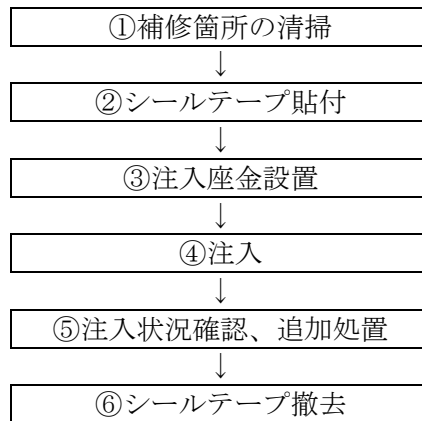 ①補修箇所の清掃
↓
②シールテープ貼付
↓
③注入座金設置
↓
④注入
↓
⑤注入状況確認、追加処置
↓
⑥シールテープ撤去